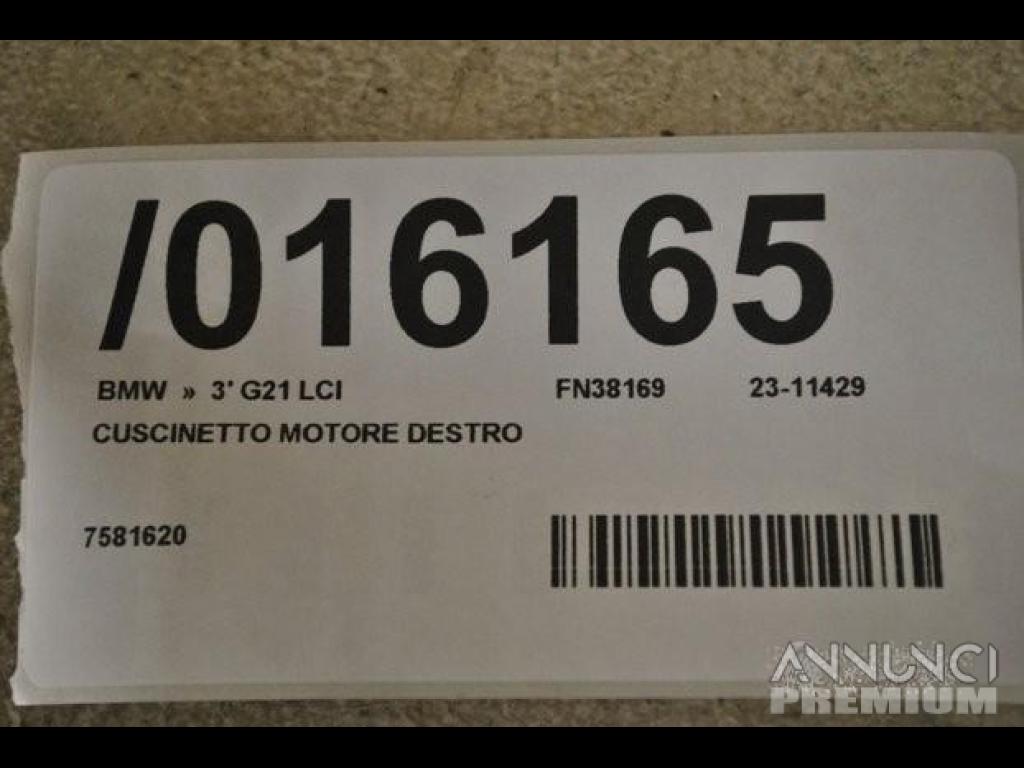 /016165
BMW » 3' G21 LCI FN38169 23-11429
CUSCINETTO MOTORE DESTRO
7581620
ANNUNCI
PREMIUM